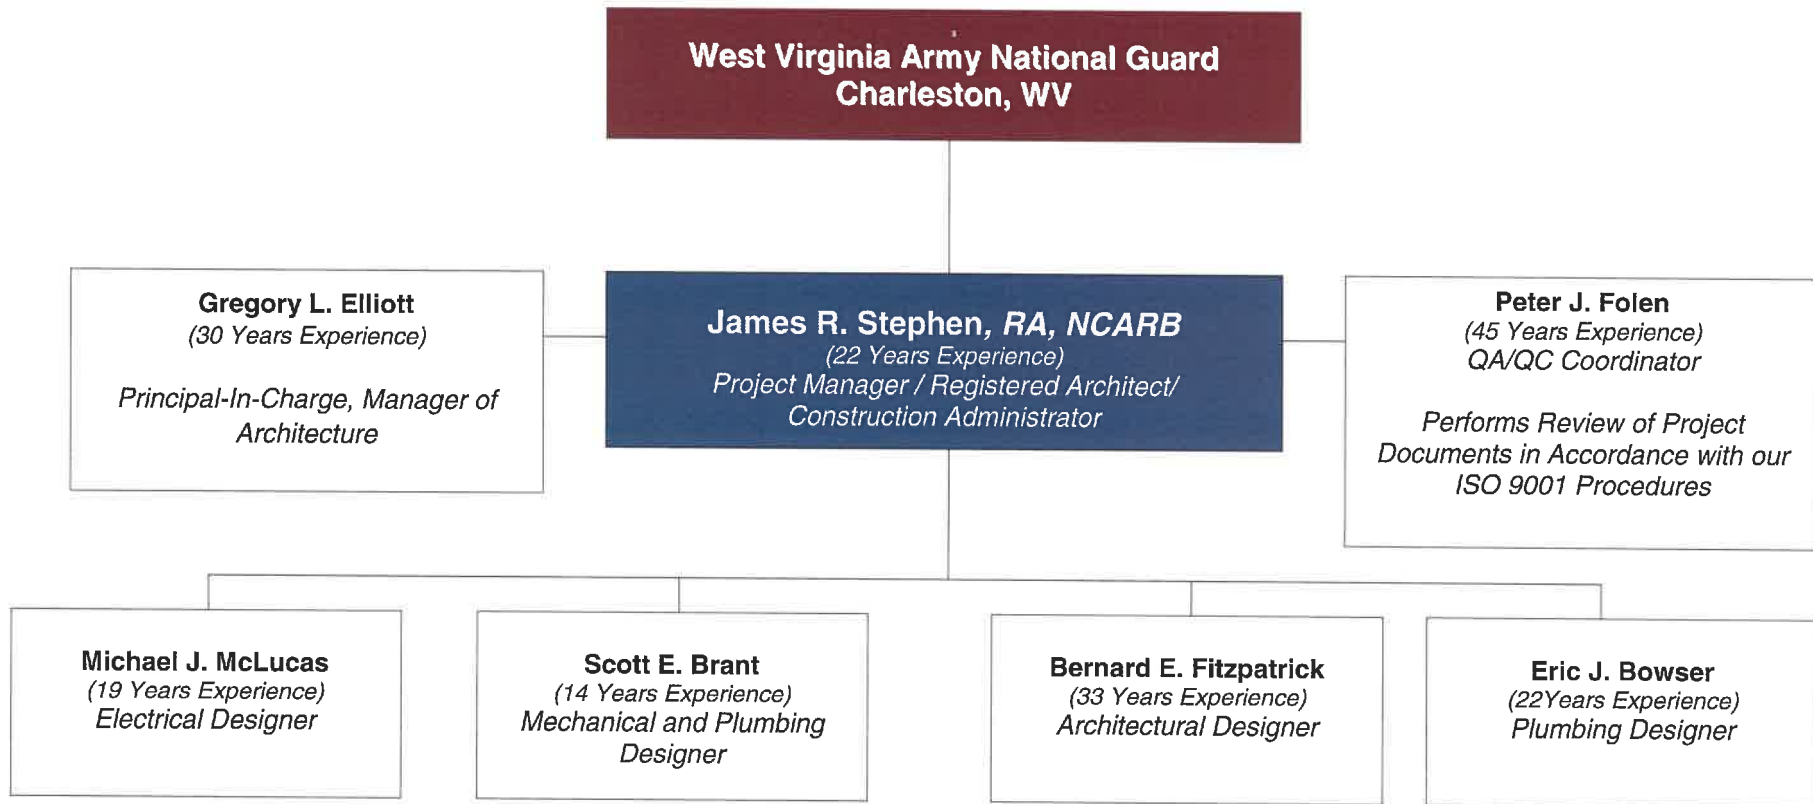 West Virginia Army National Guard
Charleston, WV
Gregory L. Elliott
(30 Years Experience)
Principal-In-Charge, Manager of
Architecture
James R. Stephen, RA, NCARB
(22 Years Experience)
Project Manager / Registered Architect/
Construction Administrator
Peter J. Folen
(45 Years Experience)
QA/QC Coordinator
Performs Review of Project
Documents in Accordance with our
ISO 9001 Procedures
Michael J. McLucas
(19 Years Experience)
Electrical Designer
Scott E. Brant
(14 Years Experience)
Mechanical and Plumbing
Designer
Bernard E. Fitzpatrick
(33 Years Experience)
Architectural Designer
Eric J. Bowser
(22Years Experience)
Plumbing Designer